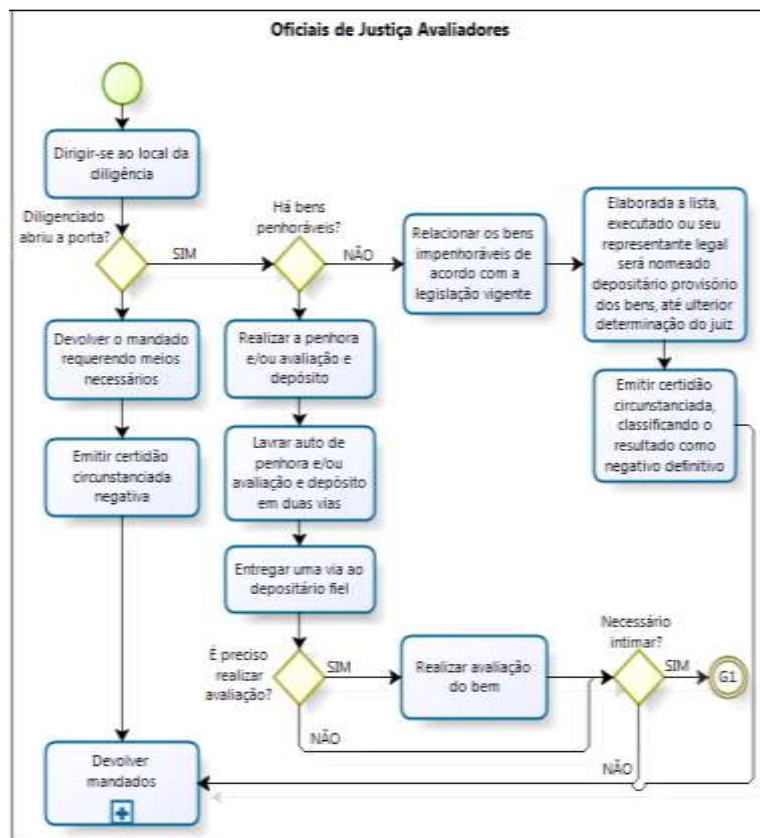 Oficiais de Justiça Avaliadores
Dirigir-se ao local da
diligência
Diligenciado
abriu a porta?
SIM
Há bens
penhoráveis?
NÃO
Relacionar os bens
impenhoráveis de
acordo com a
legislação vigente
Elaborada a lista,
executado ou seu
representante legal
será nomeado
depositário provisório
dos bens, até ulterior
determinação do juiz
Devolver o mandado
requerendo meios
necessários
Realizar a penhora
e/ou avaliação e
depósito
Emitir certidão
circunstanciada,
classificando o
resultado como
negativo definitivo
Emitir certidão
circunstanciada
negativa
Lavrar auto de
penhora e/ou
avaliação e depósito
em duas vias
Entregar uma via ao
depositário fiel
É preciso
realizar
avaliação?
SIM
Realizar avaliação
do bem
Necessário
intimar?
SIM
G1
NÃO
NÃO
Devolver
mandados